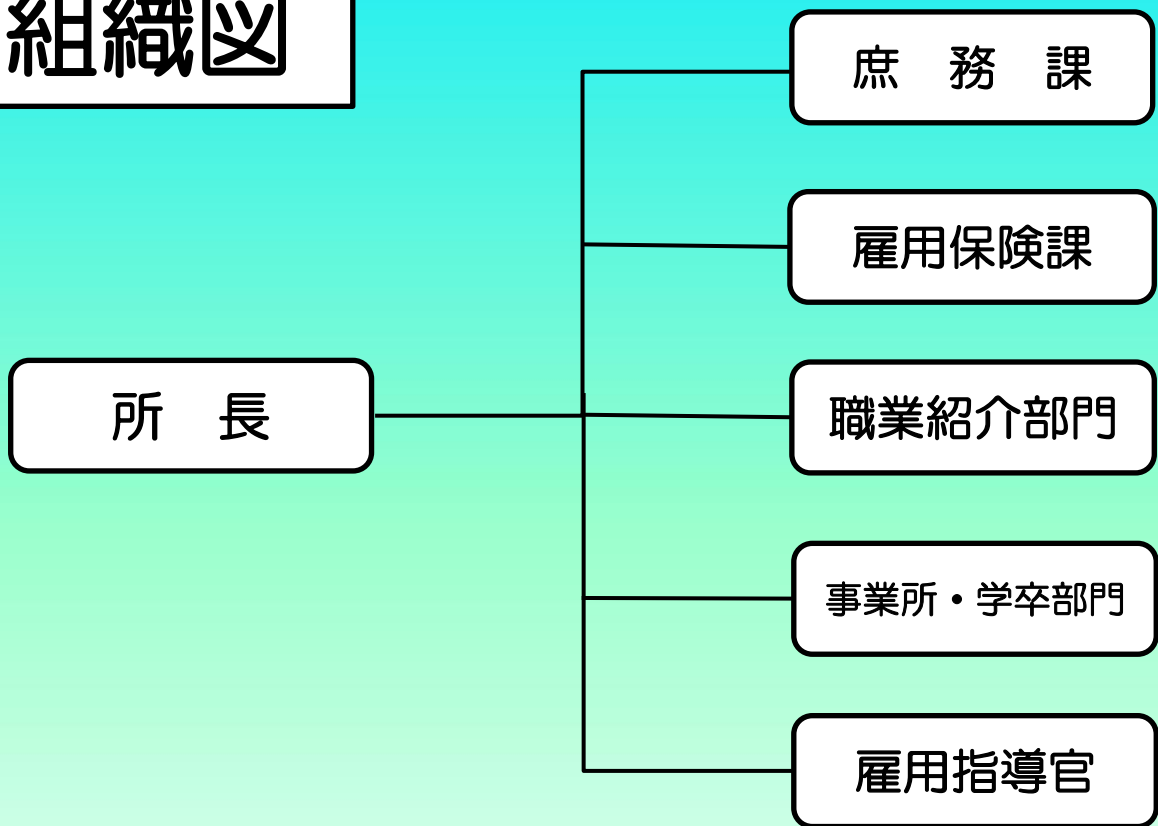 組織図
庶　務　課
雇用保険課
所　長
職業紹介部門
事業所・学卒部門
雇用指導官